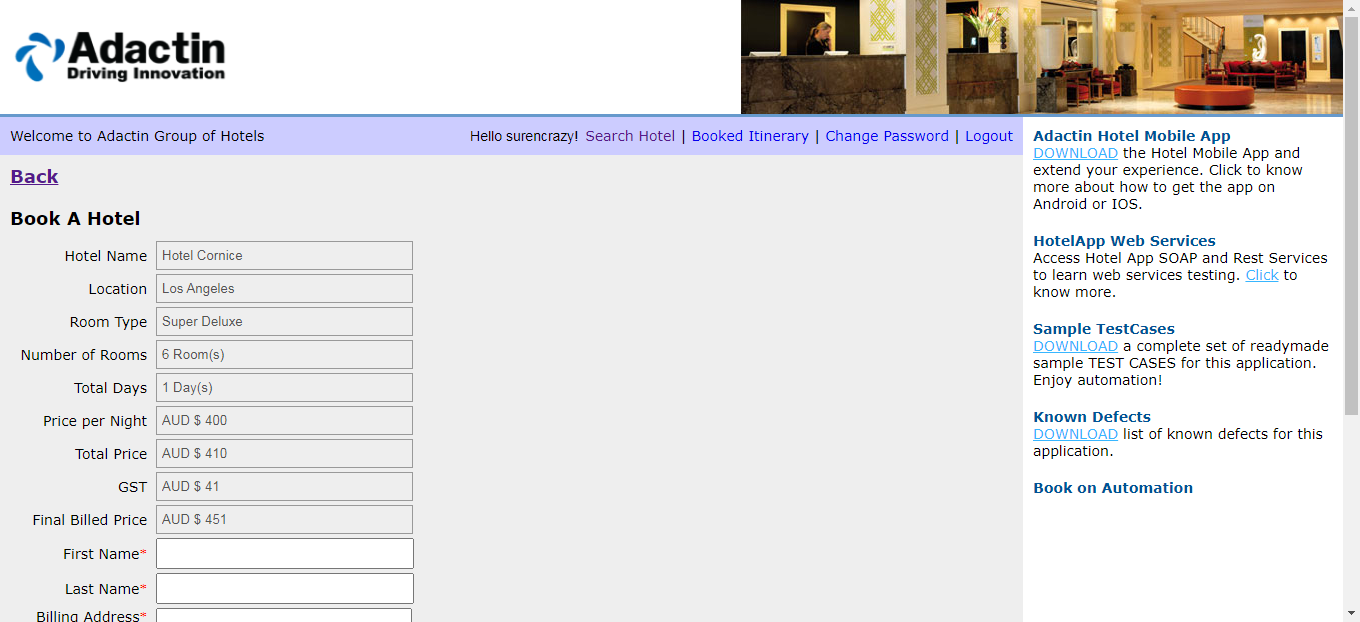 Adactin
Driving Innovation
Welcome to Adactin Group of Hotels
Hello surencrazy! Search Hotel | Booked Itinerary | Change Password | Logout
Back
Book A Hotel
Hotel Name Hotel Cornice
Location Los Angeles
Room Type Super Deluxe
Number of Rooms 6 Room(s)
Total Days 1 Day(s)
Price per Night AUD $ 400
Total Price AUD $ 410
GST AUD $ 41
Final Billed Price AUD $ 451
First Name*
Last Name*
Billing Address*
Adactin Hotel Mobile App
DOWNLOAD the Hotel Mobile App and
extend your experience. Click to know
more about how to get the app on
Android or IOS.
HotelApp Web Services
Access Hotel App SOAP and Rest Services
to learn web services testing. Click to
know more.
Sample TestCases
DOWNLOAD a complete set of readymade
sample TEST CASES for this application.
Enjoy automation!
Known Defects
DOWNLOAD list of known defects for this
application.
Book on Automation